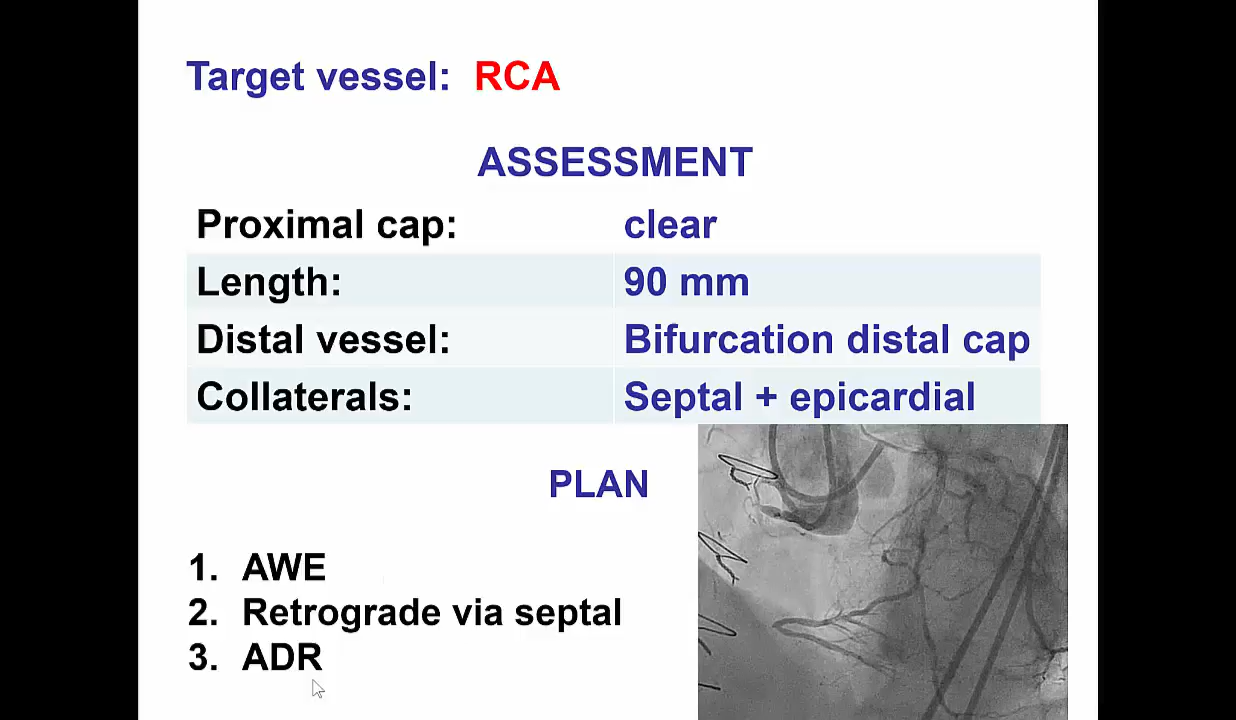 Target vessel: RCA
ASSESSMENT
Proximal cap: clear
Length: 90 mm
Distal vessel: Bifurcation distal cap
Collaterals: Septal + epicardial
PLAN
1. AWE
2. Retrograde via septal
3. ADR